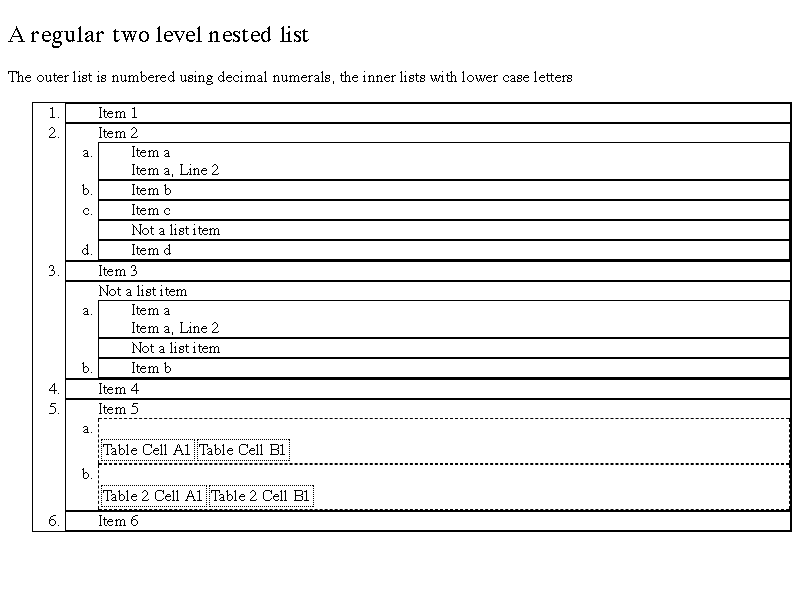 A regular two level nested list
The outer list is numbered using decimal numerals, the inner lists with lower case letters
1. Item 1
2. Item 2
a. Item a
Item a, Line 2
b. Item b
c. Item c
Not a list item
d. Item d
3. Item 3
Not a list item
a. Item a
Item a, Line 2
Not a list item
b. Item b
4. Item 4
5. Item 5
a.
Table Cell A1 Table Cell B1
b.
Table 2 Cell A1 Table 2 Cell B1
6. Item 6